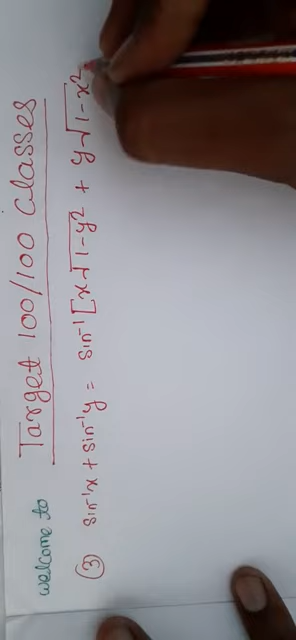 welcome to
Target 100/100 classes
(3) sin⁻¹x + sin⁻¹y = sin⁻¹[x√1-y² + y√1-x²